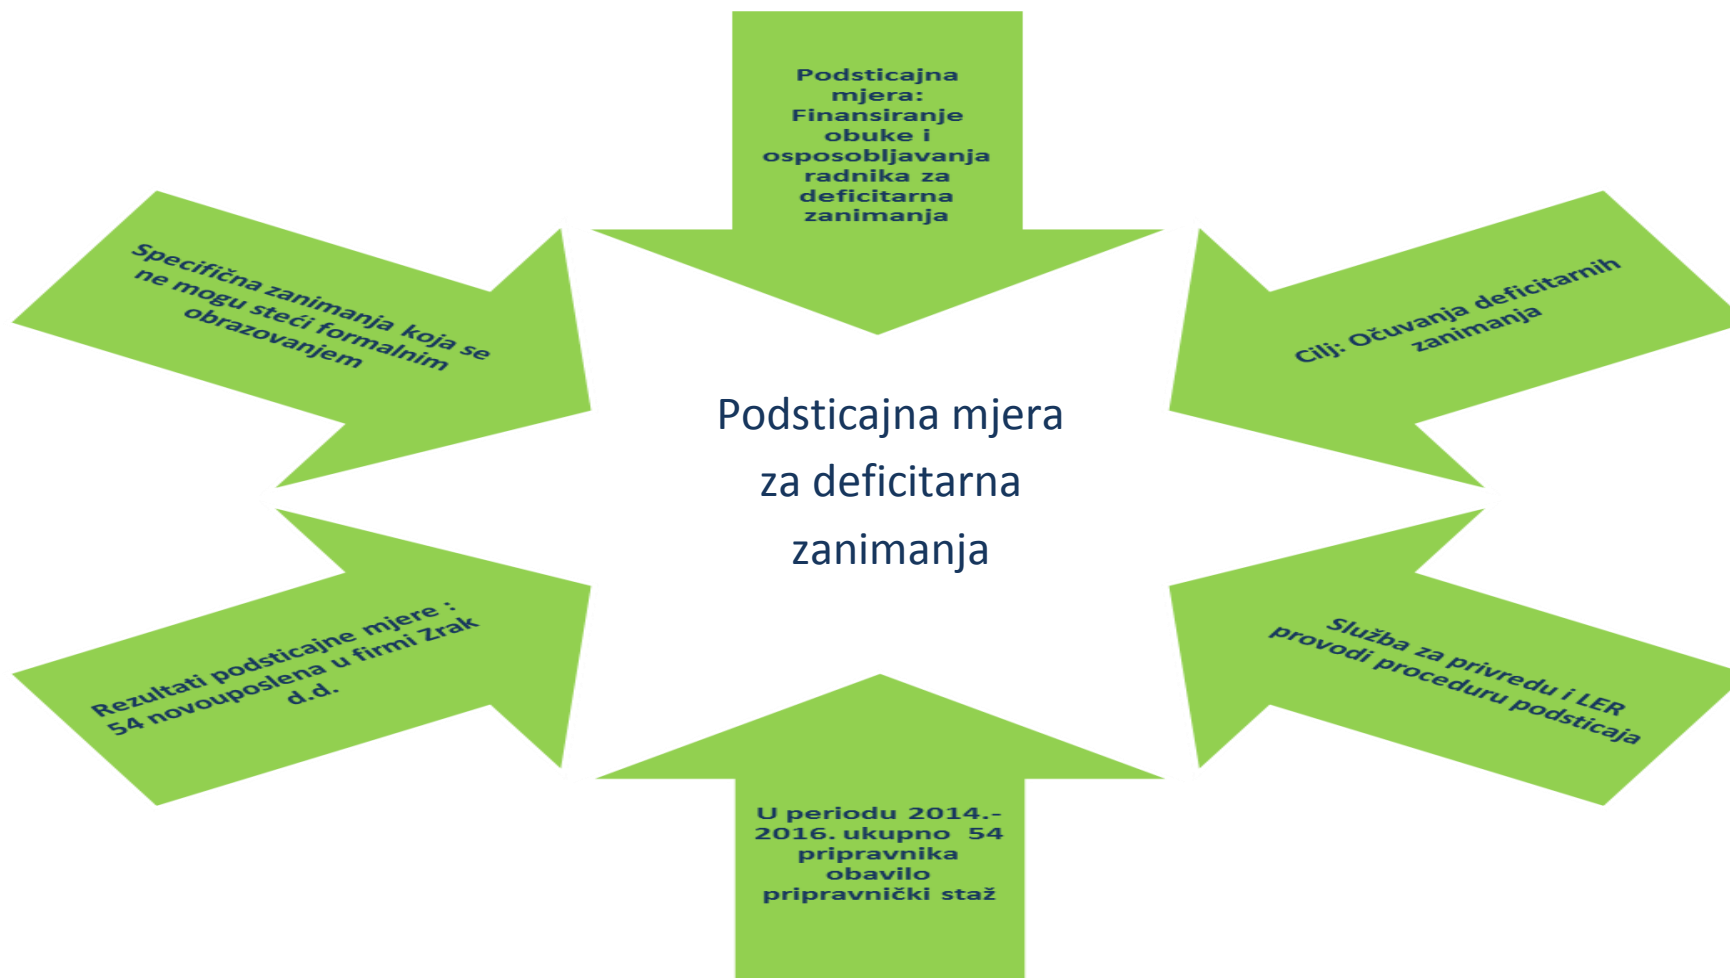 Podsticajna
mjera:
Finansiranje
obuke i
osposobljavanja
radnika za
deficitarna
zanimanja
Specifična zanimanja koja se
ne mogu steći formalnim
obrazovanjem
Cilj: Očuvanja deficitarnih
zanimanja
Podsticajna mjera
za deficitarna
zanimanja
Rezultati podsticajne mjere :
54 novouposlena u firmi Zrak
d.d.
Služba za privredu i LER
provodi proceduru podsticaja
U periodu 2014.-
2016. ukupno 54
pripravnika
obavilo
pripravnički staž